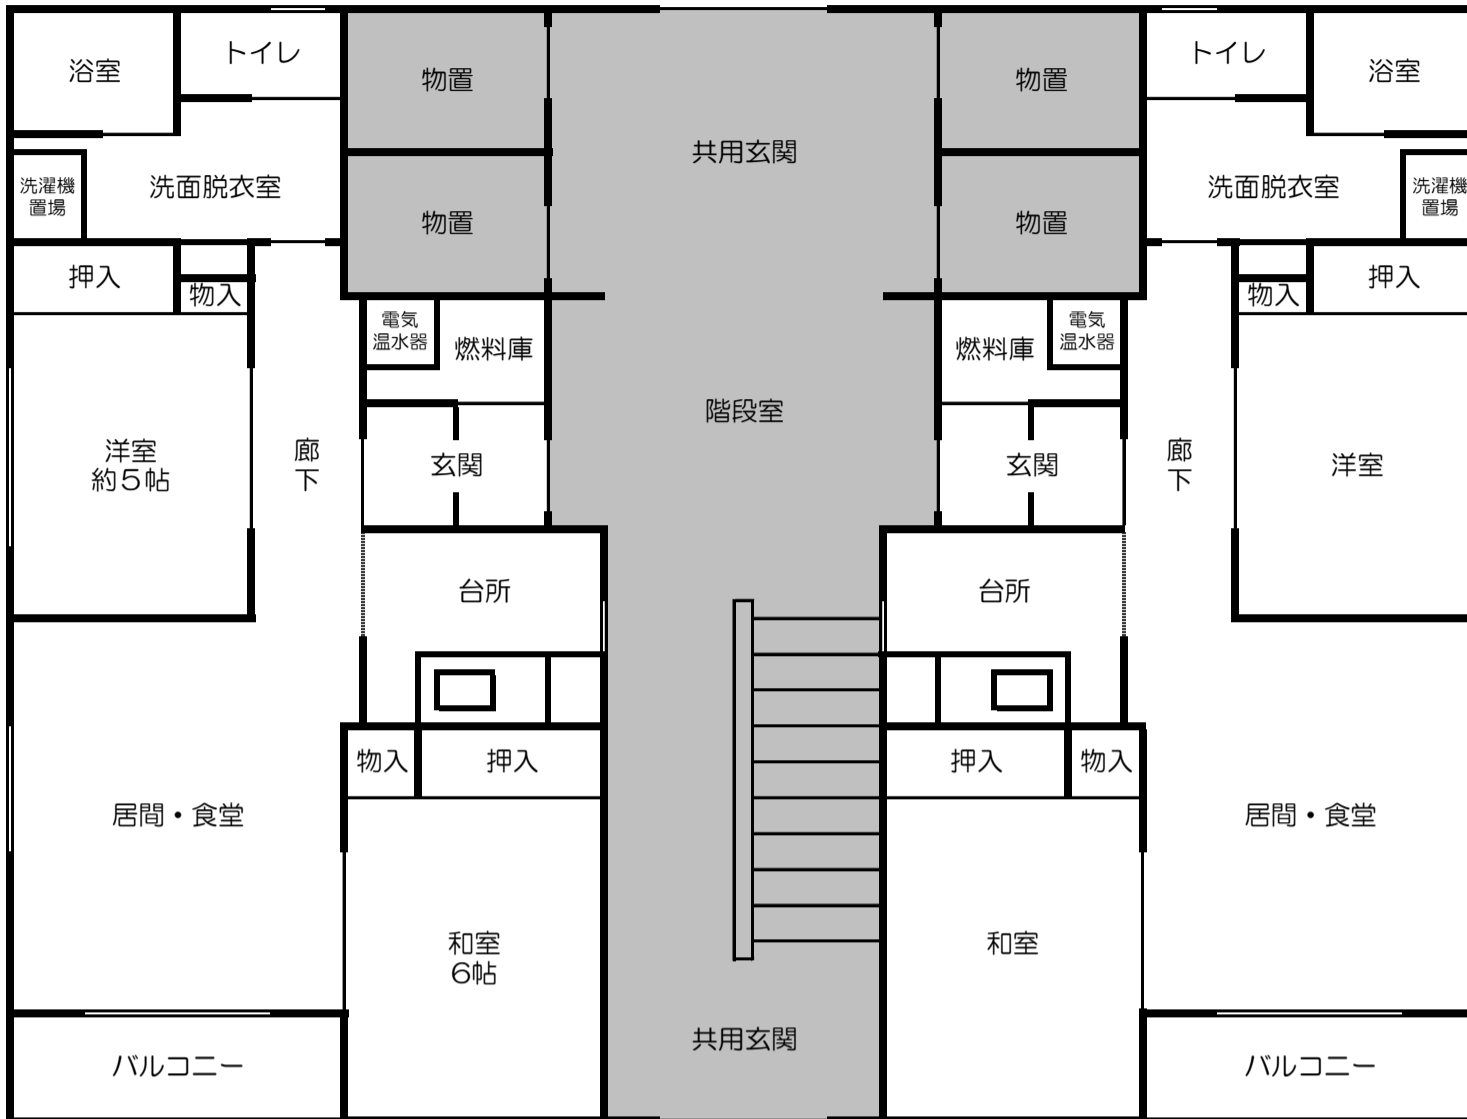 浴室
トイレ
物置
物置
トイレ
浴室
共用玄関
洗濯機
置場
洗面脱衣室
物置
物置
洗面脱衣室
洗濯機
置場
押入
物入
物入
押入
電気
温水器
燃料庫
燃料庫
電気
温水器
階段室
洋室
約5帖
廊
下
玄関
玄関
廊
下
洋室
台所
台所
物入
押入
押入
物入
居間・食堂
居間・食堂
和室
6帖
和室
共用玄関
バルコニー
バルコニー